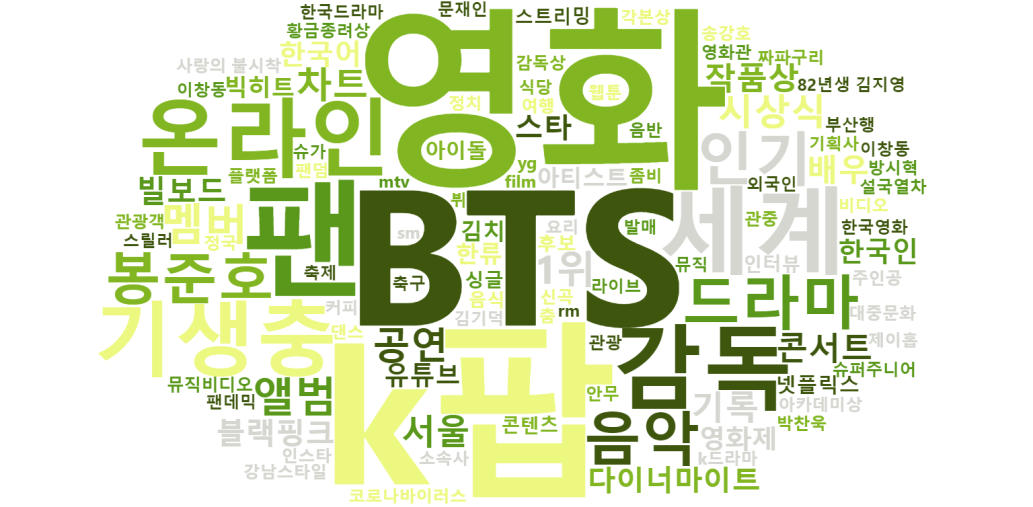 한국드라마
문재인
스트리밍
각본상
송강호
황금종려상
한국어
영화
감독상
영화관
짜파구리
사랑의 불시착
차트
작품상
82년생 김지영
이창동
빅히트
식당
웹툰
정치
여행
시상식
온라인
스타
음반
부산행
슈가
아이돌
인기
기획사
이창동
플랫폼
팬덤
yg
아티스트
좀비
배우
방시혁
mtv
film
외국인
설국열차
빌보드
팬
BTS
뷔
세계
비디오
관광객
멤버
관중
스릴러
정국
sm
김치
요리
발매
한국영화
한류
후보
한국인
봉준호
축제
1위
뮤직
인터뷰
축구
싱글
라이브
주인공
드라마
커피
음식
신곡
대중문화
기생충
김기덕
춤
rm
댄스
관광
제이홉
공연
감독
콘서트
유튜브
슈퍼주니어
뮤직비디오
앨범
k팝
넷플릭스
안무
팬데믹
기록
아카데미상
블랙핑크
서울
콘텐츠
음악
박찬욱
영화제
인스타
소속사
k드라마
강남스타일
다이너마이트
코로나바이러스